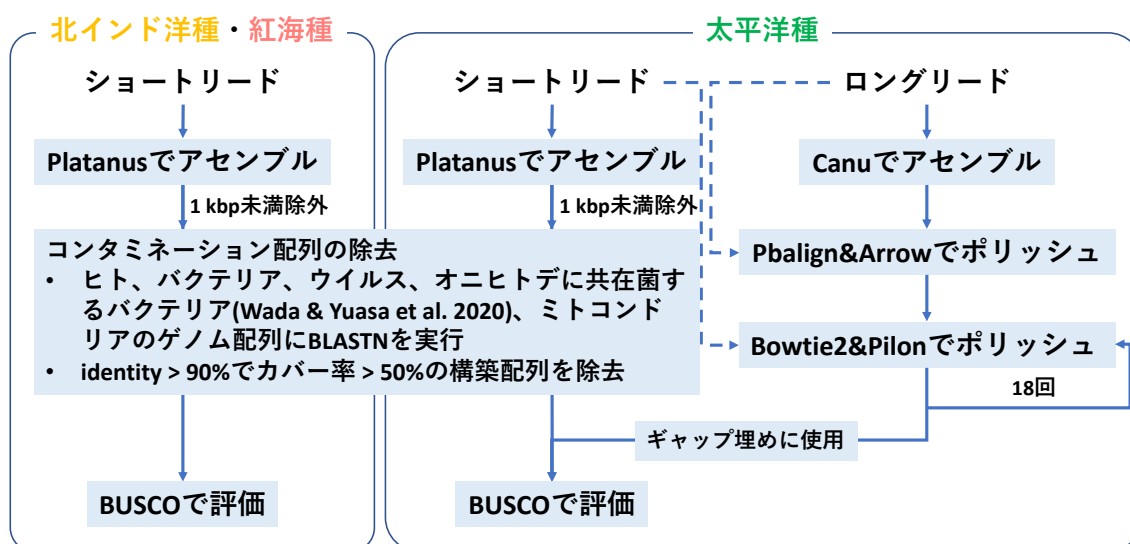 北インド洋種・紅海種
ショートリード
Platanusでアセンブル
1 kbp未満除外
太平洋種
ショートリード
ロングリード
Platanusでアセンブル
Canuでアセンブル
1 kbp未満除外
コンタミネーション配列の除去
• ヒト、バクテリア、ウイルス、オニヒトデに共在菌す
るバクテリア(Wada & Yuasa et al. 2020)、ミトコンド
リアのゲノム配列にBLASTNを実行
• identity > 90%でカバー率 > 50%の構築配列を除去
Pbalign&Arrowでポリッシュ
Bowtie2&Pilonでポリッシュ
18回
ギャップ埋めに使用
BUSCOで評価
BUSCOで評価